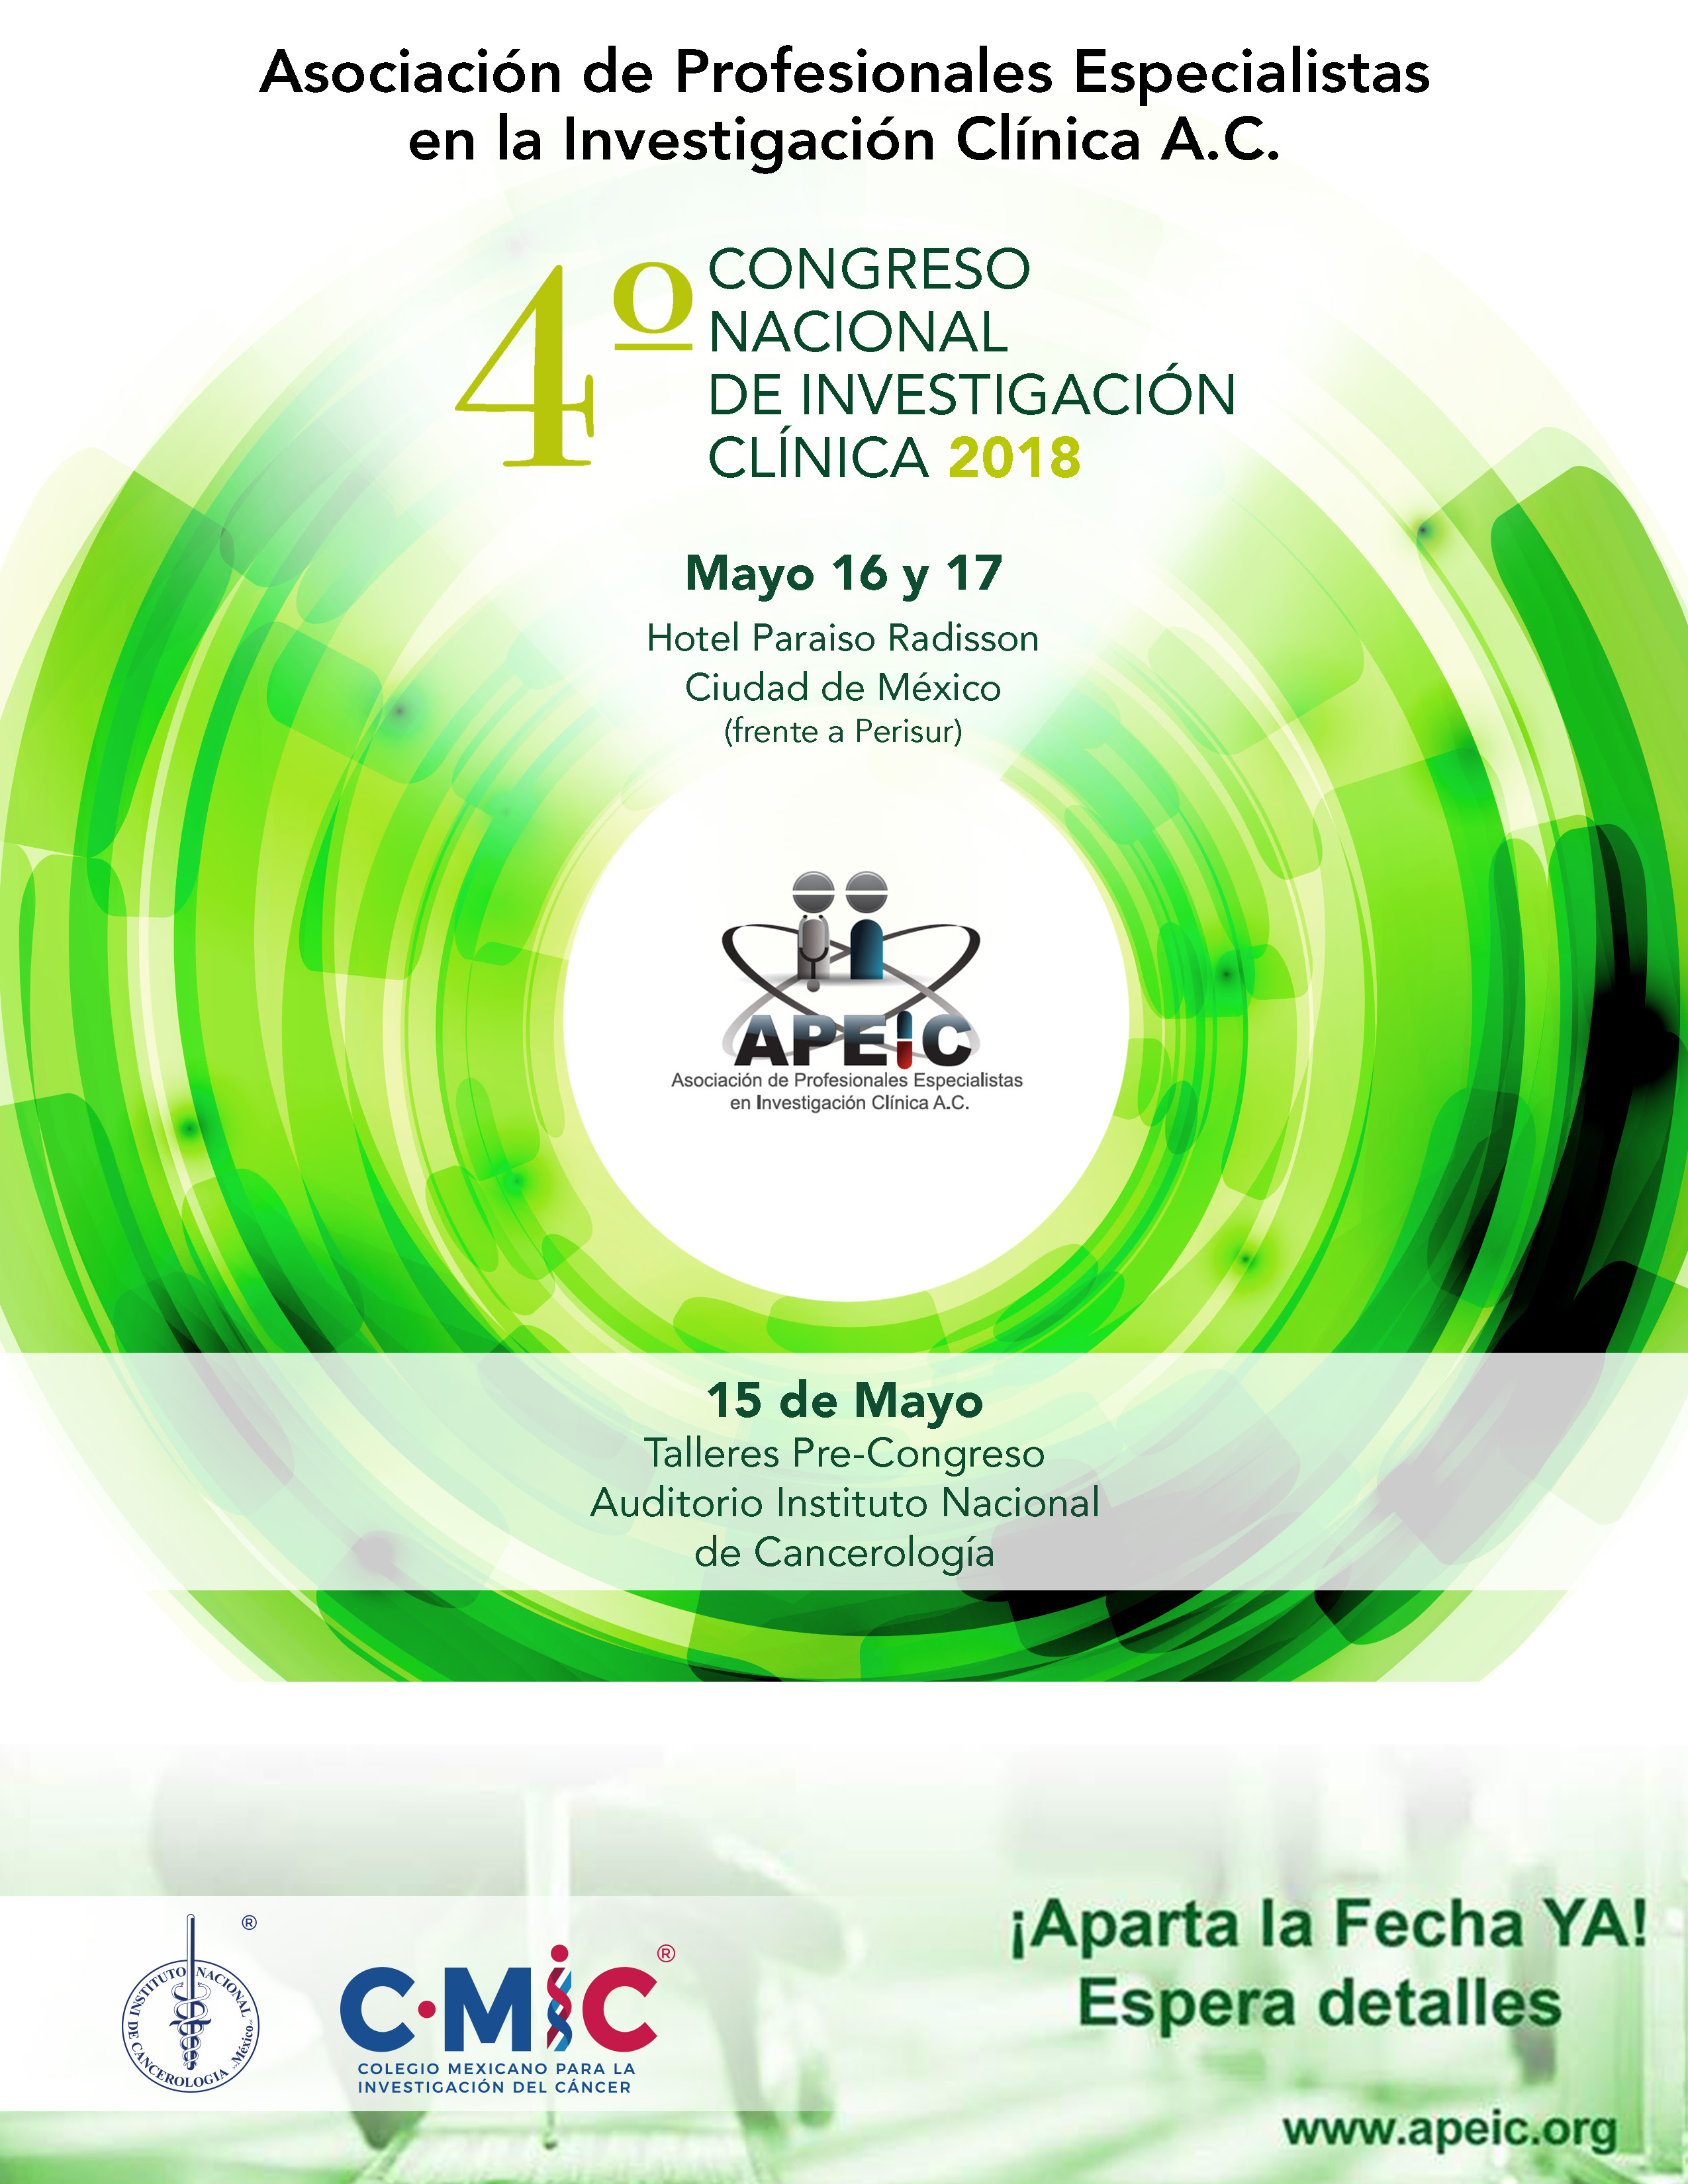 Asociación de Profesionales Especialistas
en la Investigación Clínica A.C.
4º
CONGRESO
NACIONAL
DE INVESTIGACIÓN
CLÍNICA 2018
Mayo 16 y 17
Hotel Paraiso Radisson
Ciudad de México
(frente a Perisur)
APEIC
Asociación de Profesionales Especialistas
en Investigación Clínica A.C.
15 de Mayo
Talleres Pre-Congreso
Auditorio Instituto Nacional
de Cancerología
¡Aparta la Fecha YA!
Espera detalles
www.apeic.org
®
INSTITUTO NACIONAL
DE CANCEROLOGIA
México
C·MiC®
COLEGIO MEXICANO PARA LA
INVESTIGACIÓN DEL CÁNCER